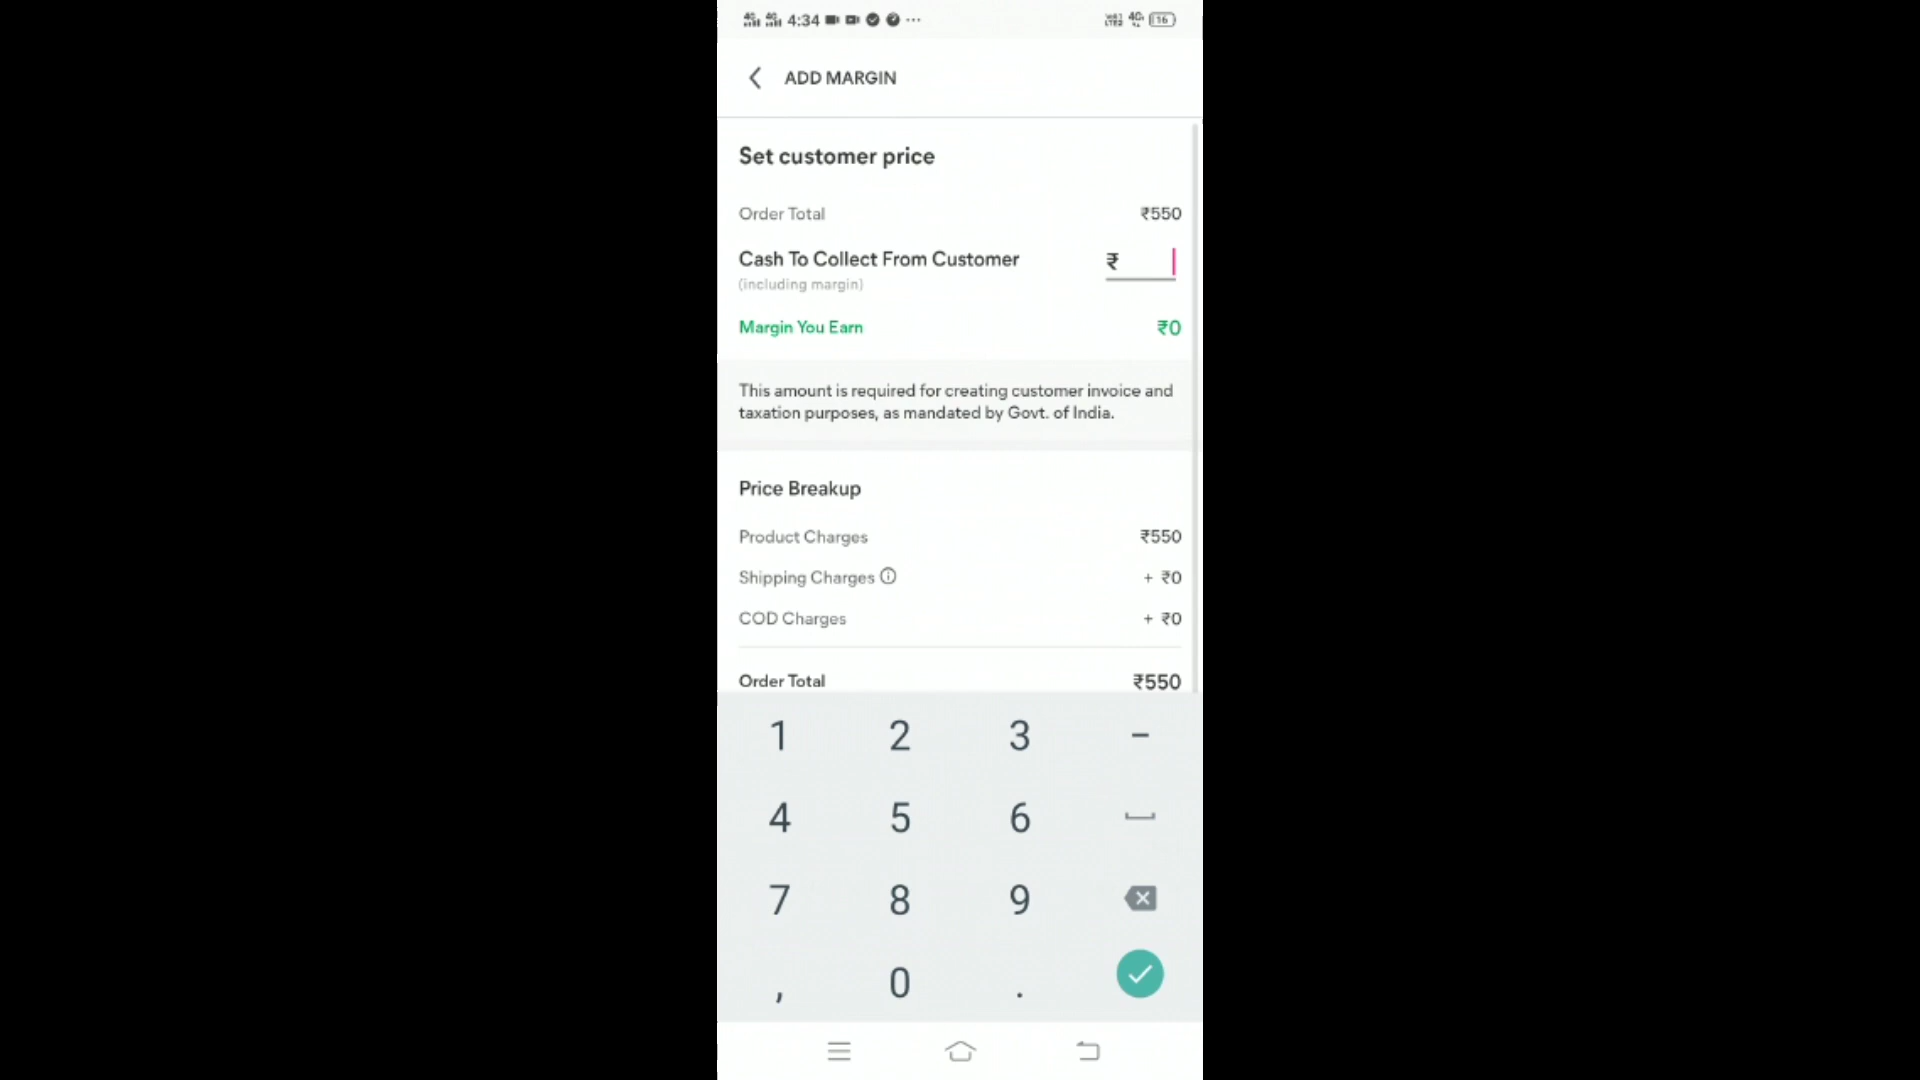 4:34
16
ADD MARGIN
Set customer price
Order Total ₹550
Cash To Collect From Customer ₹
(including margin)
Margin You Earn ₹0
This amount is required for creating customer invoice and
taxation purposes, as mandated by Govt. of India.
Price Breakup
Product Charges ₹550
Shipping Charges + ₹0
COD Charges + ₹0
Order Total ₹550
1 2 3 -
4 5 6
7 8 9
, 0 .